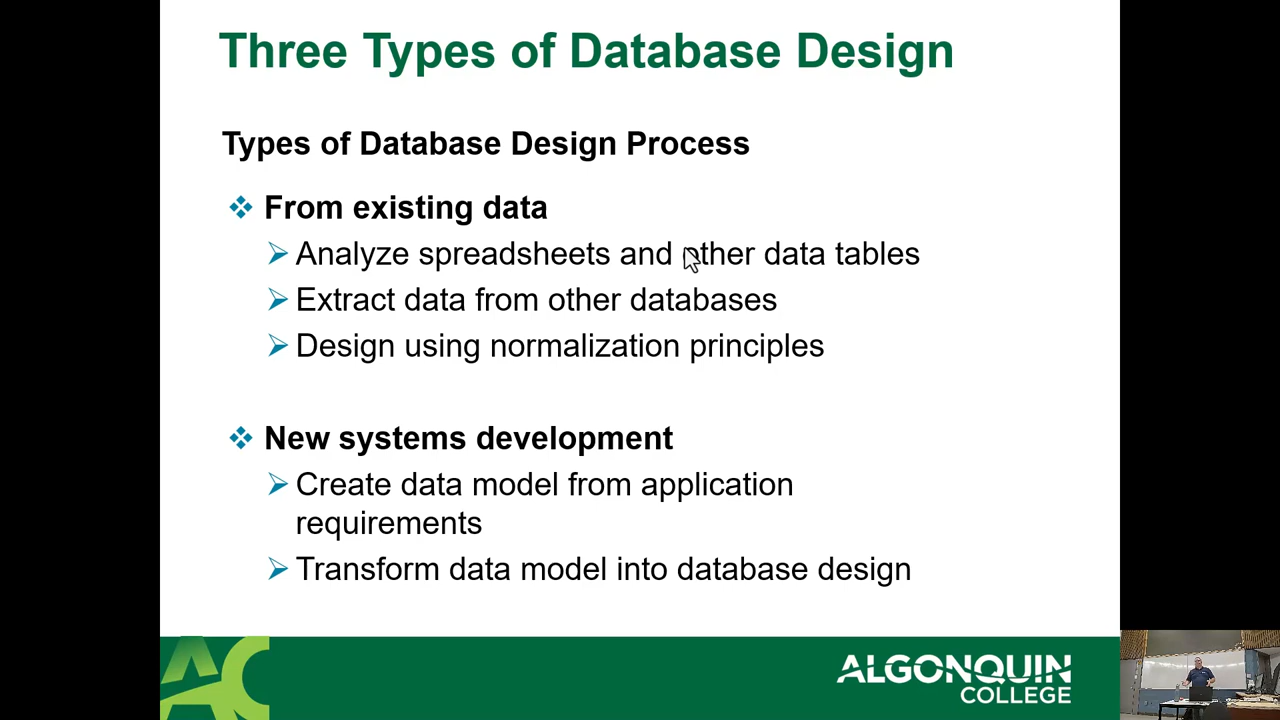 Three Types of Database Design
Types of Database Design Process
From existing data
Analyze spreadsheets and other data tables
Extract data from other databases
Design using normalization principles
New systems development
Create data model from application
requirements
Transform data model into database design
AC
ALGONQUIN
COLLEGE